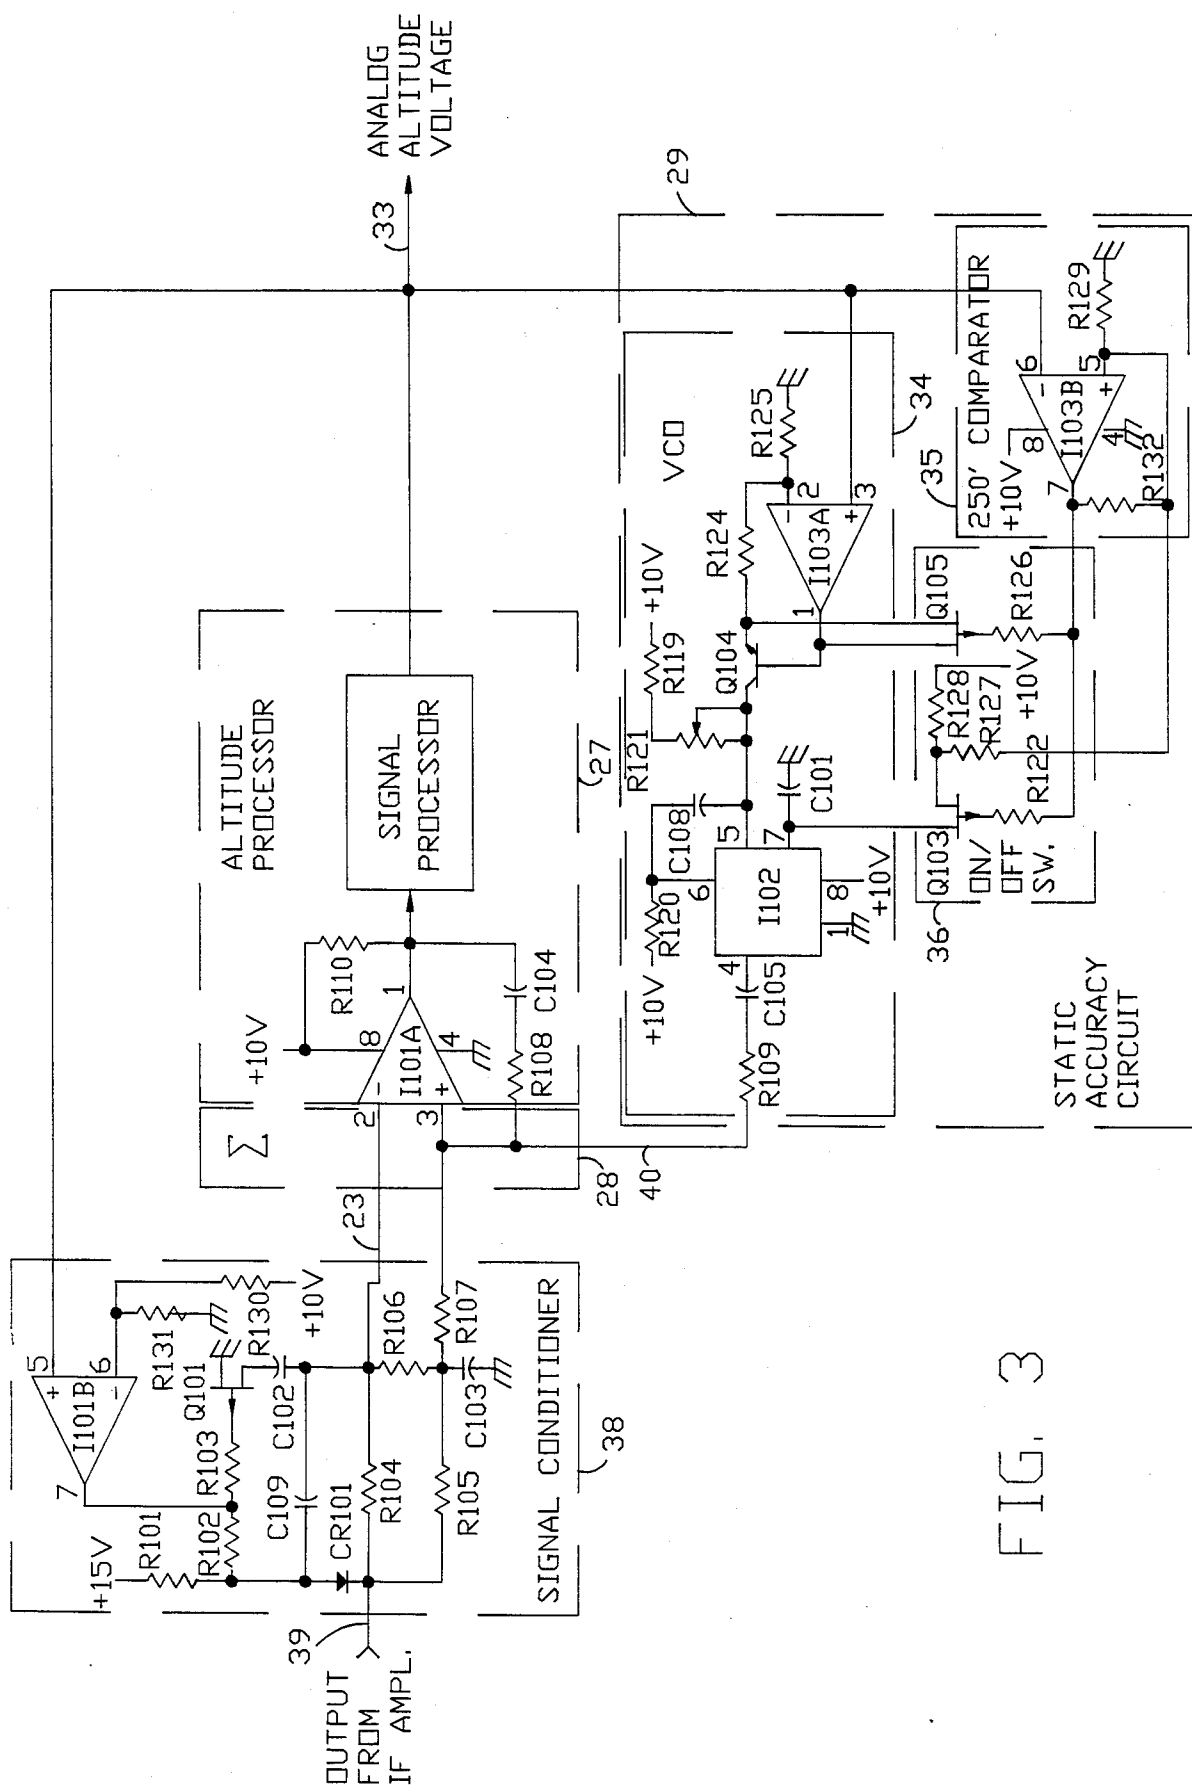 ANALOG
ALTITUDE
VOLTAGE
33
29
ALTITUDE
PROCESSOR
SIGNAL
PROCESSOR
27
+10V
R110
8
1
I101A
4
2
-
3
+
R108
C104
Σ
28
23
40
5
+
6
-
I101B
7
R131
R130
+10V
Q101
C102
R103
+15V
R101
R102
C109
CR101
R104
R105
R106
R107
C103
SIGNAL CONDITIONER
38
39
OUTPUT
FROM
IF AMPL.
VCO
34
R125
R124
+10V
R119
Q104
R121
2
-
3
+
I103A
1
C108
5
7
C101
R120
+10V
6
I102
8
+10V
1
4
C105
R109
35
250' COMPARATOR
+10V
8
6
-
5
+
I103B
4
7
R129
R132
Q105
R126
R128
R127
+10V
R122
Q103
ON/
OFF
SW.
36
STATIC
ACCURACY
CIRCUIT
FIG. 3